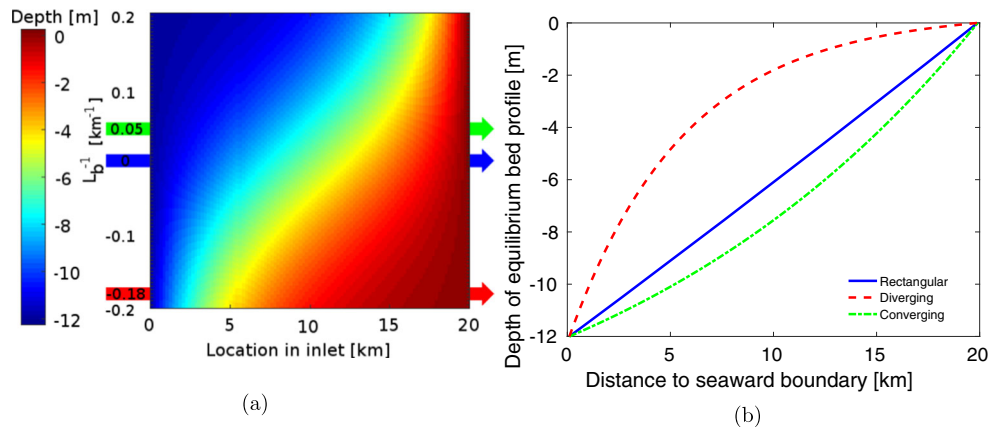 Depth [m]
0
-2
-4
-6
-8
-10
-12
L_b^-1 [km^-1]
0.2
0.1
0.05
0
-0.1
-0.18
-0.2
0 5 10 15 20
Location in inlet [km]
(a)
Depth of equilibrium bed profile [m]
0
-2
-4
-6
-8
-10
-12
Rectangular
Diverging
Converging
0 5 10 15 20
Distance to seaward boundary [km]
(b)